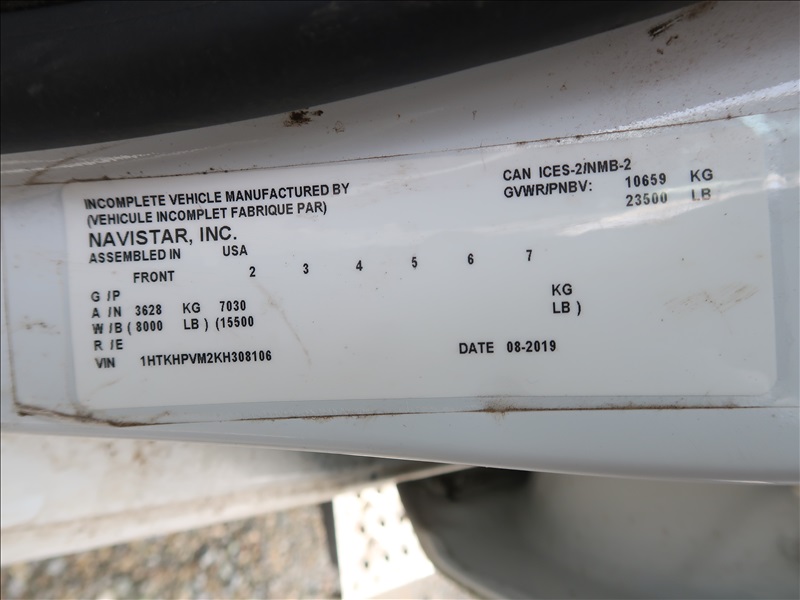 INCOMPLETE VEHICLE MANUFACTURED BY
(VEHICULE INCOMPLET FABRIQUE PAR)
NAVISTAR, INC.
ASSEMBLED IN USA
CAN ICES-2/NMB-2
GVWR/PNBV: 10659 KG
23500 LB
FRONT 2 3 4 5 6 7
G /P
A /N 3628 KG 7030 KG
W/B ( 8000 LB ) (15500 LB )
R /E
VIN 1HTKHPVM2KH308106 DATE 08-2019